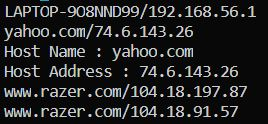 LAPTOP-9O8NND99/192.168.56.1
yahoo.com/74.6.143.26
Host Name : yahoo.com
Host Address : 74.6.143.26
www.razer.com/104.18.197.87
www.razer.com/104.18.91.57